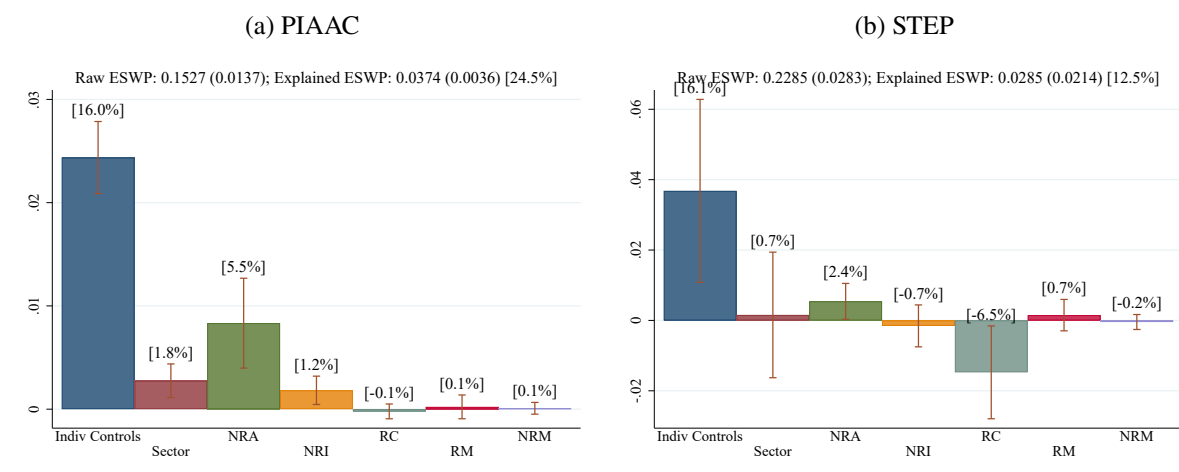 (a) PIAAC
Raw ESWP: 0.1527 (0.0137); Explained ESWP: 0.0374 (0.0036) [24.5%]
.03
.02
.01
0
[16.0%]
[1.8%]
[5.5%]
[1.2%]
[-0.1%]
[0.1%]
[0.1%]
Indiv Controls
Sector
NRA
NRI
RC
RM
NRM
(b) STEP
Raw ESWP: 0.2285 (0.0283); Explained ESWP: 0.0285 (0.0214) [12.5%]
.06
.04
.02
0
-.02
[16.1%]
[0.7%]
[2.4%]
[-0.7%]
[-6.5%]
[0.7%]
[-0.2%]
Indiv Controls
Sector
NRA
NRI
RC
RM
NRM